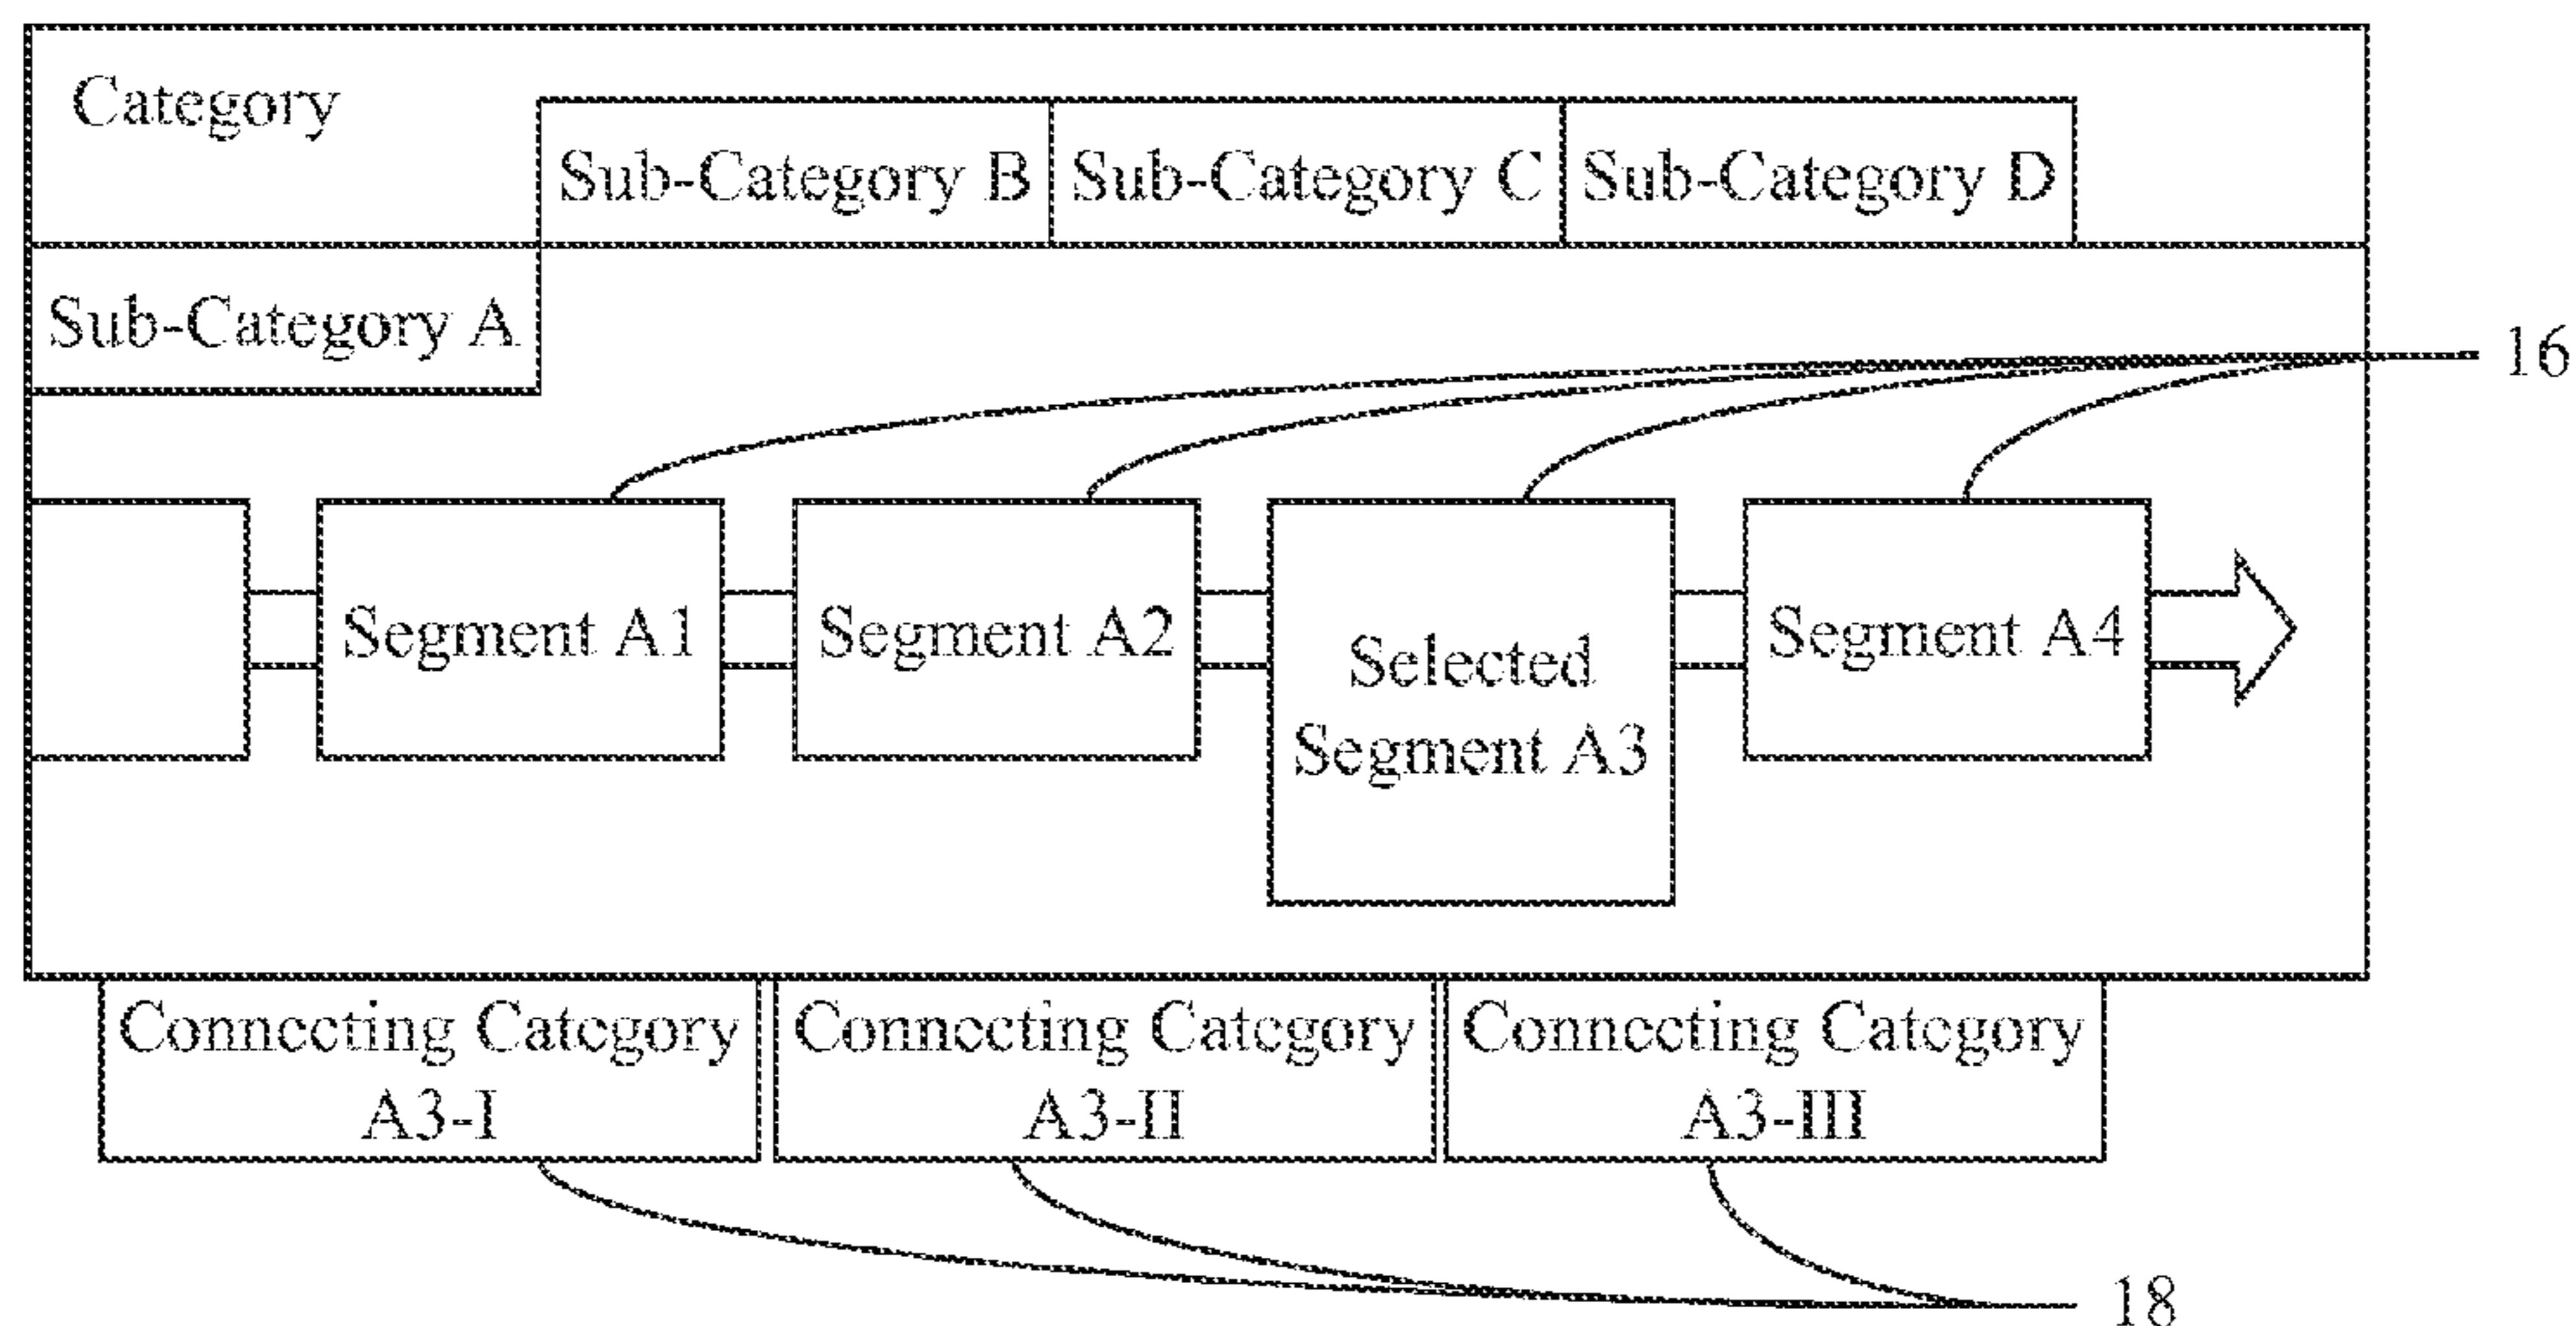 Category
Sub-Category B
Sub-Category C
Sub-Category D
Sub-Category A
16
Segment A1
Segment A2
Selected
Segment A3
Segment A4
Connecting Category
A3-I
Connecting Category
A3-II
Connecting Category
A3-III
18